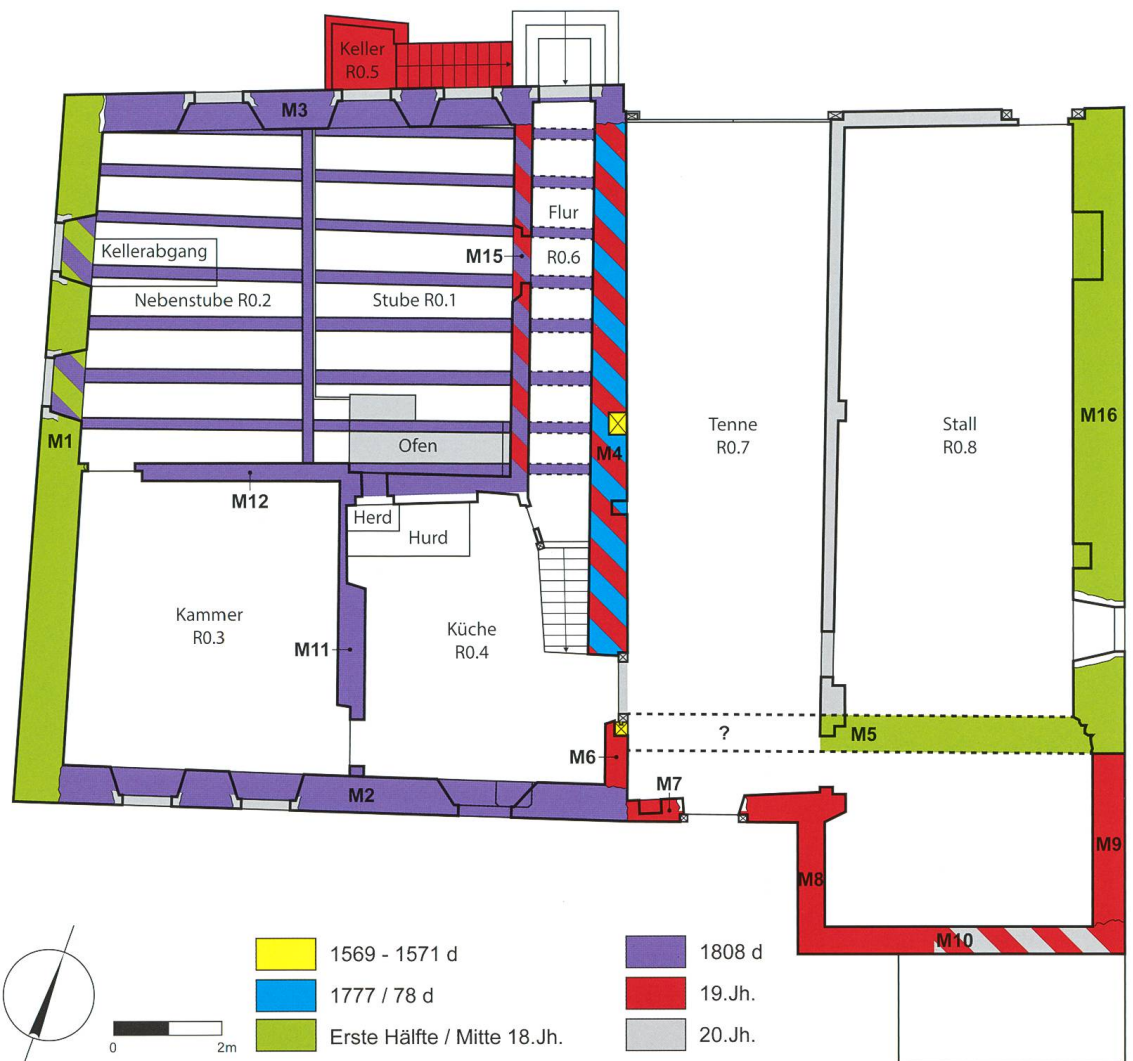 Keller
R0.5
M3
Flur
R0.6
Kellerabgang
M15
Nebenstube R0.2
Stube R0.1
M1
Ofen
M4
Tenne
R0.7
Stall
R0.8
M16
M12
Herd
Hurd
Kammer
R0.3
Küche
R0.4
M11
?
M5
M6
M7
M2
M9
M8
M10
1569 - 1571 d
1777 / 78 d
Erste Hälfte / Mitte 18.Jh.
1808 d
19.Jh.
20.Jh.
0
2m